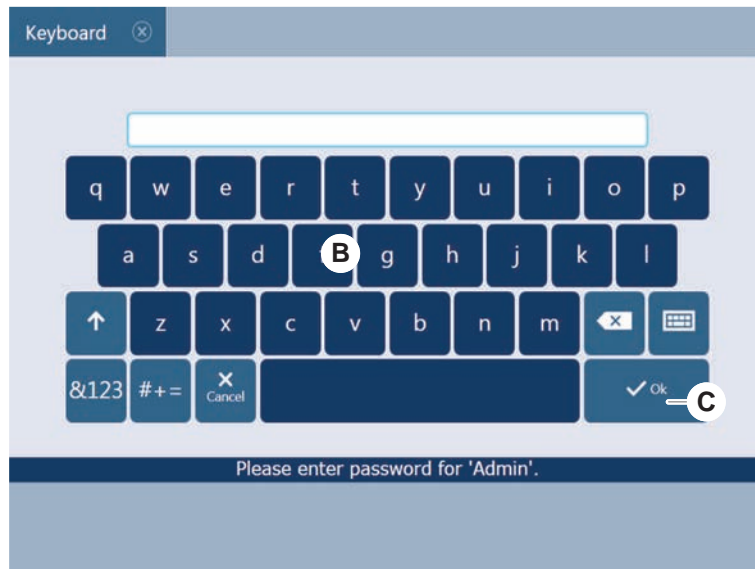 Keyboard
q w e r t y u i o p
a s d B g h j k l
z x c v b n m
&123 #+= Cancel Ok C
Please enter password for 'Admin'.